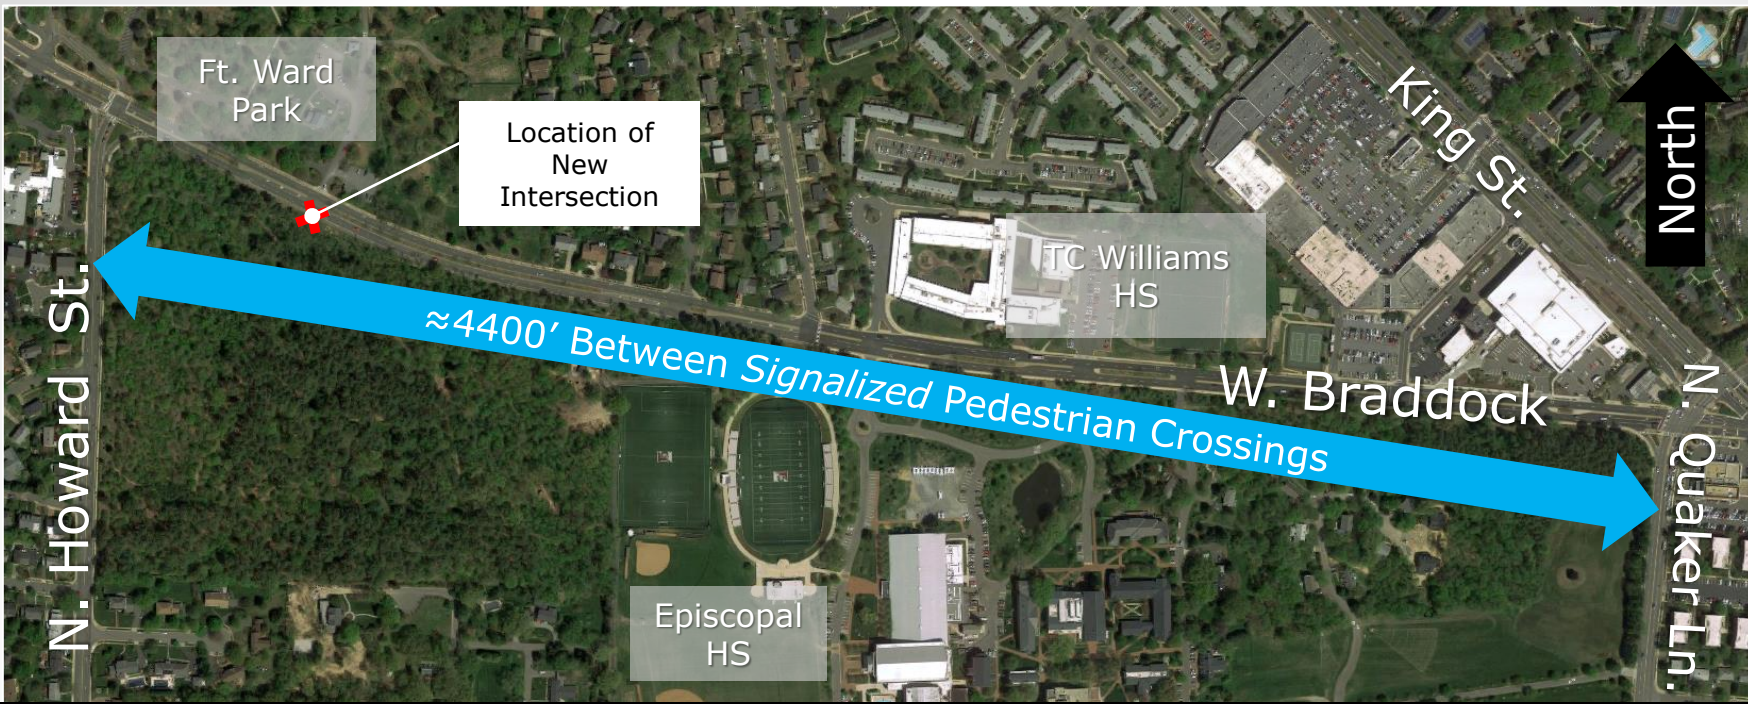 Ft. Ward
Park
Location of
New
Intersection
King St.
North
TC Williams
HS
N. Howard St.
≈4400’ Between Signalized Pedestrian Crossings
W. Braddock
N. Quaker Ln.
Episcopal
HS